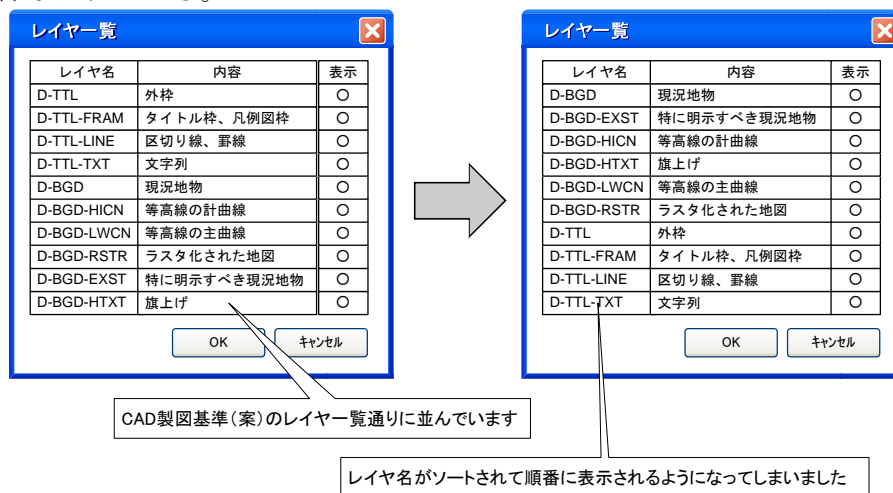 レイヤ一覧
レイヤ名 内容 表示
D-TTL 外枠 ○
D-TTL-FRAM タイトル枠、凡例図枠 ○
D-TTL-LINE 区切り線、罫線 ○
D-TTL-TXT 文字列 ○
D-BGD 現況地物 ○
D-BGD-HICN 等高線の計曲線 ○
D-BGD-LWCN 等高線の主曲線 ○
D-BGD-RSTR ラスタ化された地図 ○
D-BGD-EXST 特に明示すべき現況地物 ○
D-BGD-HTXT 旗上げ ○
OK キャンセル
CAD製図基準(案)のレイヤ一覧通りに並んでいます
レイヤ一覧
レイヤ名 内容 表示
D-BGD 現況地物 ○
D-BGD-EXST 特に明示すべき現況地物 ○
D-BGD-HICN 等高線の計曲線 ○
D-BGD-HTXT 旗上げ ○
D-BGD-LWCN 等高線の主曲線 ○
D-BGD-RSTR ラスタ化された地図 ○
D-TTL 外枠 ○
D-TTL-FRAM タイトル枠、凡例図枠 ○
D-TTL-LINE 区切り線、罫線 ○
D-TTL-TXT 文字列 ○
OK キャンセル
レイヤ名がソートされて順番に表示されるようになってしまいました